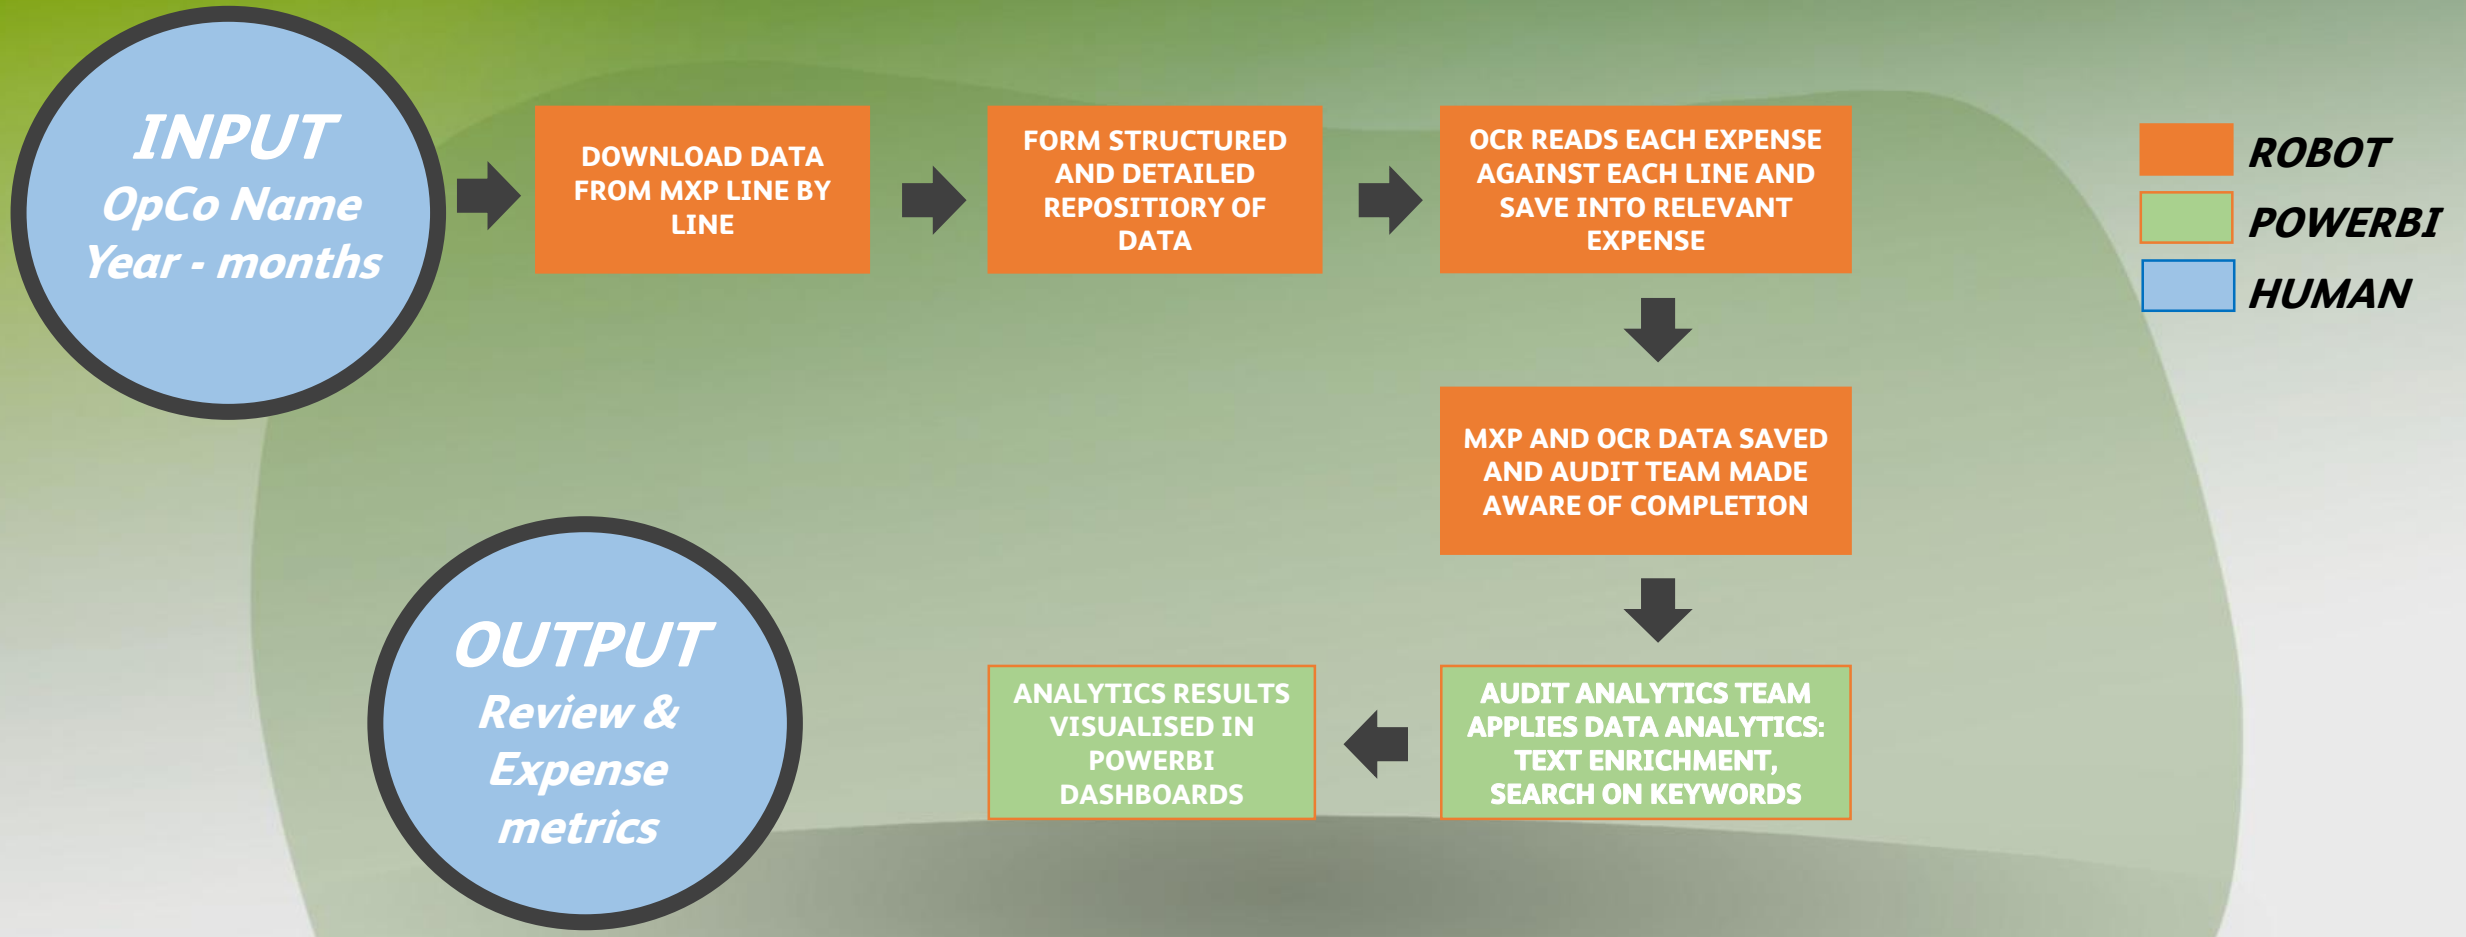 INPUT
OpCo Name
Year - months
DOWNLOAD DATA
FROM MXP LINE BY
LINE
FORM STRUCTURED
AND DETAILED
REPOSITIORY OF
DATA
OCR READS EACH EXPENSE
AGAINST EACH LINE AND
SAVE INTO RELEVANT
EXPENSE
ROBOT
POWERBI
HUMAN
MXP AND OCR DATA SAVED
AND AUDIT TEAM MADE
AWARE OF COMPLETION
AUDIT ANALYTICS TEAM
APPLIES DATA ANALYTICS:
TEXT ENRICHMENT,
SEARCH ON KEYWORDS
ANALYTICS RESULTS
VISUALISED IN
POWERBI
DASHBOARDS
OUTPUT
Review &
Expense
metrics